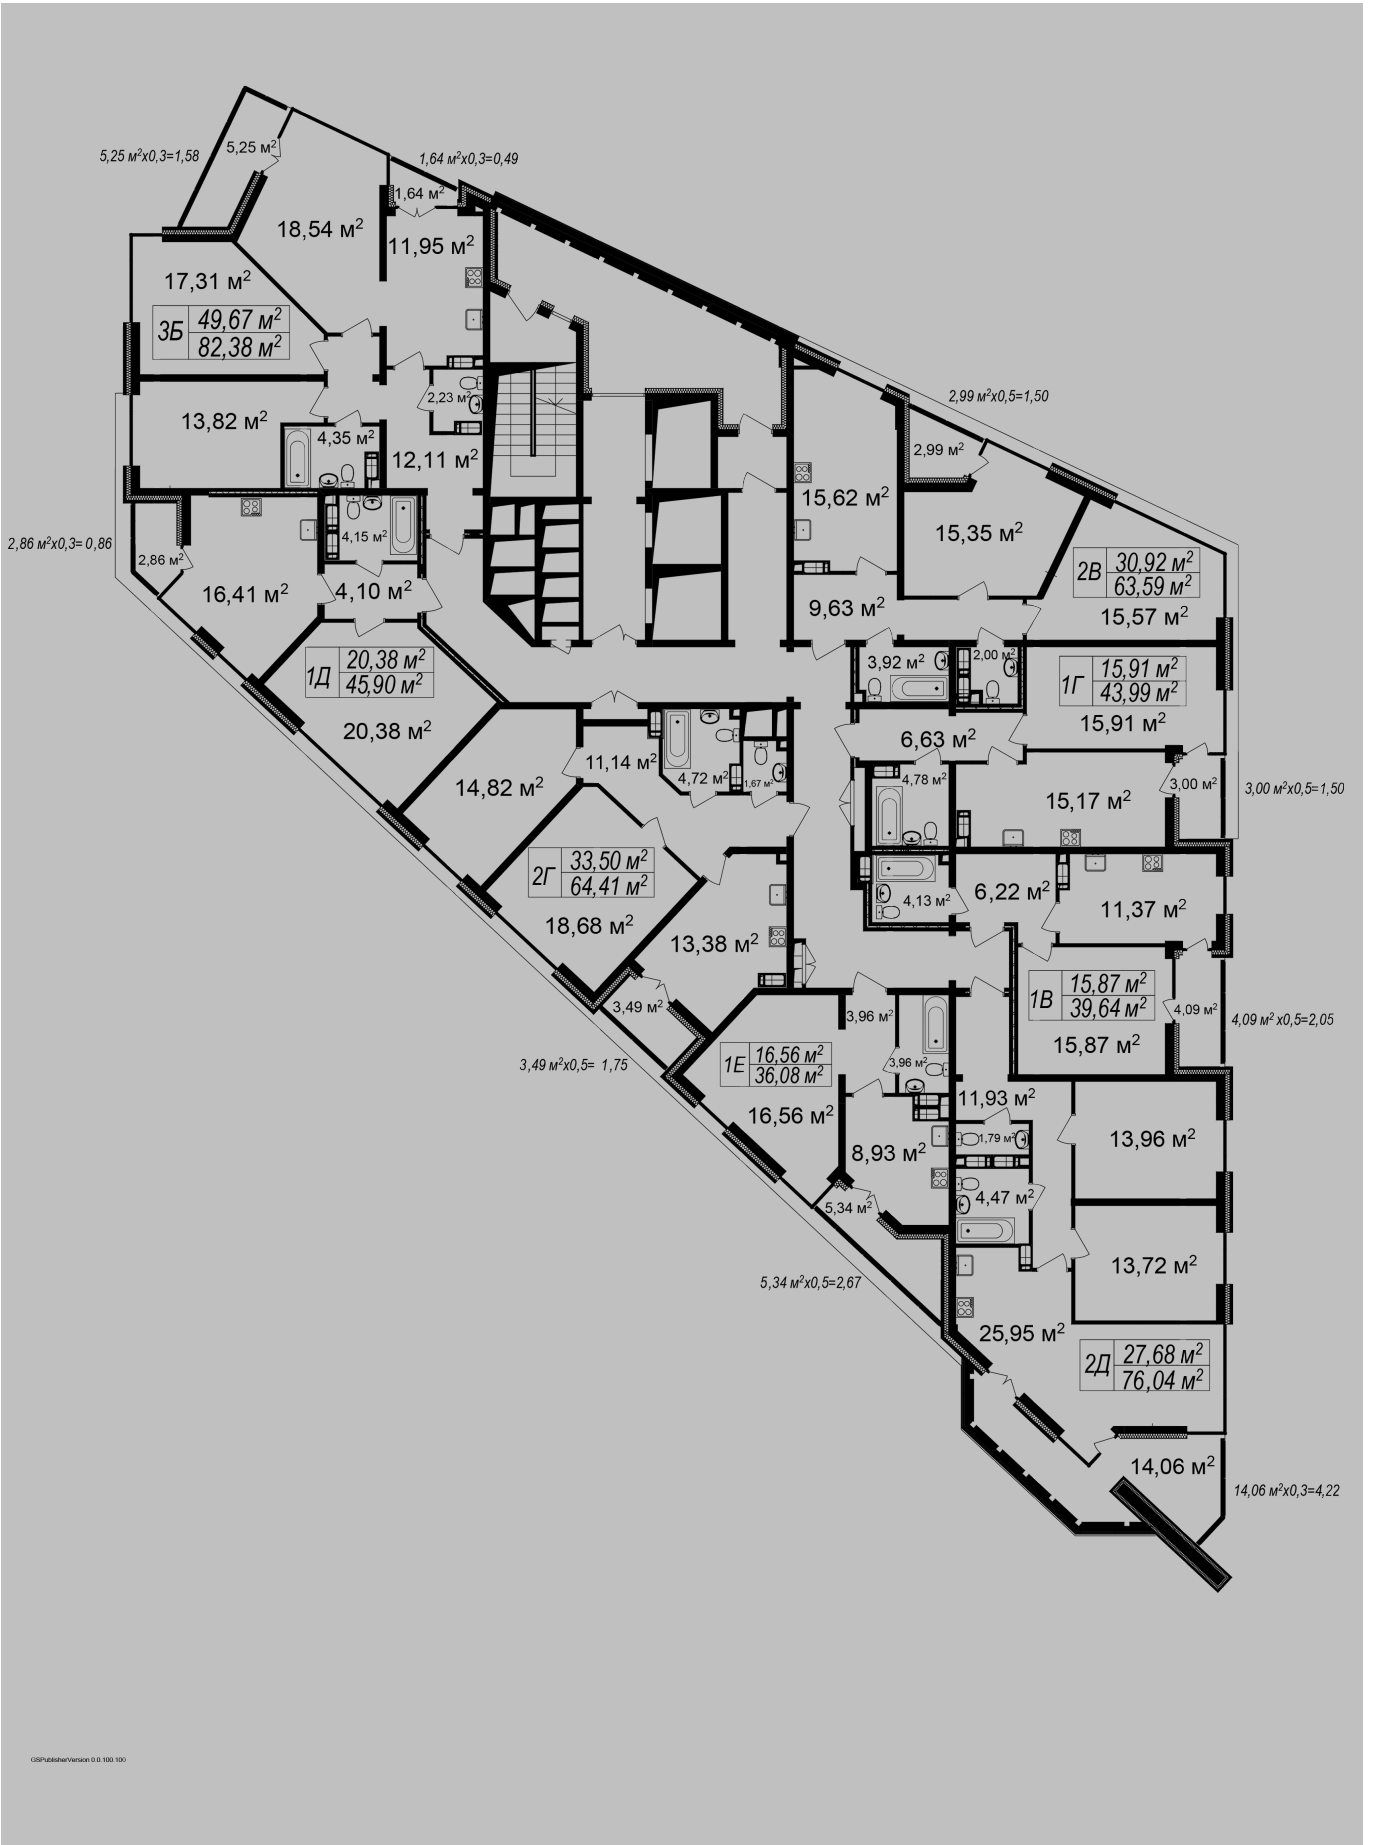 5,25 м²
5,25 м²х0,3=1,58
1,64 м²х0,3=0,49
1,64 м²
18,54 м²
11,95 м²
17,31 м²
3Б
49,67 м²
82,38 м²
2,23 м²
2,99 м²х0,5=1,50
13,82 м²
4,35 м²
12,11 м²
2,99 м²
15,62 м²
4,15 м²
15,35 м²
2,86 м²х0,3= 0,86
2,86 м²
2В
30,92 м²
63,59 м²
16,41 м²
4,10 м²
9,63 м²
15,57 м²
1Д
20,38 м²
45,90 м²
3,92 м²
2,00 м²
1Г
15,91 м²
43,99 м²
20,38 м²
15,91 м²
6,63 м²
14,82 м²
11,14 м²
4,72 м²
1,67 м²
4,78 м²
15,17 м²
3,00 м²
3,00 м²х0,5=1,50
2Г
33,50 м²
64,41 м²
4,13 м²
6,22 м²
11,37 м²
18,68 м²
13,38 м²
1В
15,87 м²
39,64 м²
3,49 м²
3,96 м²
4,09 м²
4,09 м² х0,5=2,05
15,87 м²
3,49 м²х0,5= 1,75
1Е
16,56 м²
36,08 м²
3,96 м²
11,93 м²
16,56 м²
1,79 м²
13,96 м²
8,93 м²
4,47 м²
5,34 м²
13,72 м²
5,34 м²х0,5=2,67
25,95 м²
2Д
27,68 м²
76,04 м²
14,06 м²
14,06 м²х0,3=4,22
GSPublisherVersion 0.0.100.100